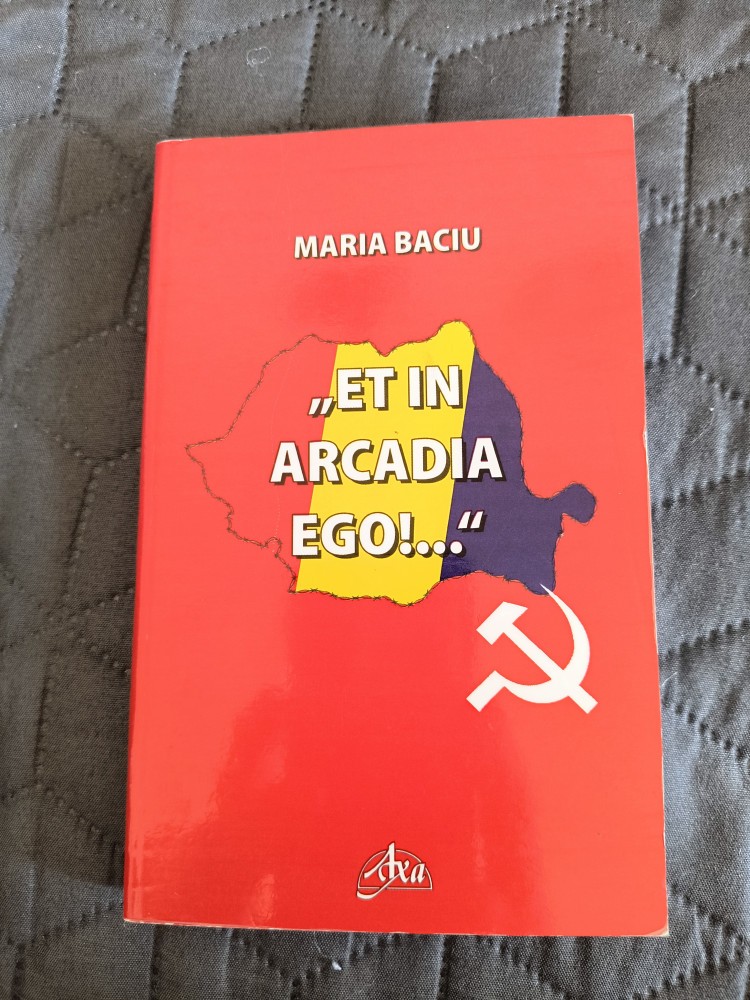 MARIA BACIU
„ET IN
ARCADIA
EGO!...“
Axa